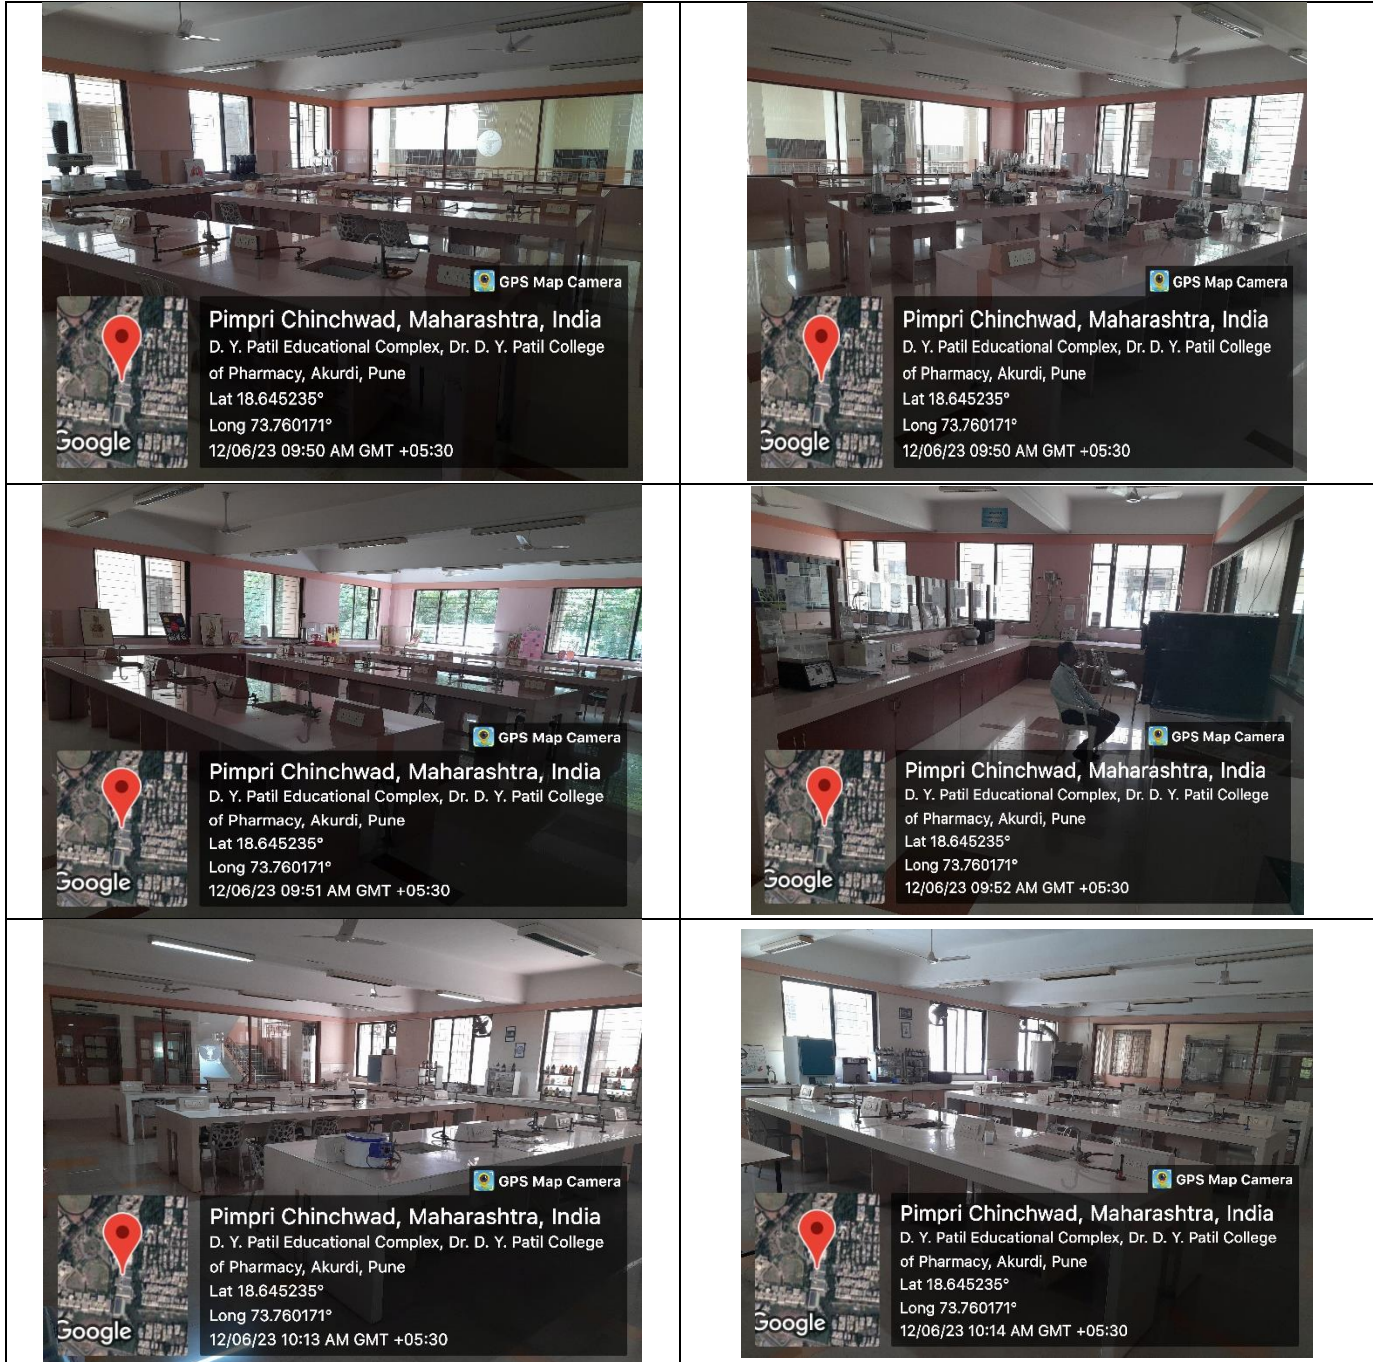 GPS Map Camera
Pimpri Chinchwad, Maharashtra, India
D. Y. Patil Educational Complex, Dr. D. Y. Patil College
of Pharmacy, Akurdi, Pune
Lat 18.645235°
Long 73.760171°
12/06/23 09:50 AM GMT +05:30
Google
GPS Map Camera
Pimpri Chinchwad, Maharashtra, India
D. Y. Patil Educational Complex, Dr. D. Y. Patil College
of Pharmacy, Akurdi, Pune
Lat 18.645235°
Long 73.760171°
12/06/23 09:50 AM GMT +05:30
Google
GPS Map Camera
Pimpri Chinchwad, Maharashtra, India
D. Y. Patil Educational Complex, Dr. D. Y. Patil College
of Pharmacy, Akurdi, Pune
Lat 18.645235°
Long 73.760171°
12/06/23 09:51 AM GMT +05:30
Google
GPS Map Camera
Pimpri Chinchwad, Maharashtra, India
D. Y. Patil Educational Complex, Dr. D. Y. Patil College
of Pharmacy, Akurdi, Pune
Lat 18.645235°
Long 73.760171°
12/06/23 09:52 AM GMT +05:30
Google
GPS Map Camera
Pimpri Chinchwad, Maharashtra, India
D. Y. Patil Educational Complex, Dr. D. Y. Patil College
of Pharmacy, Akurdi, Pune
Lat 18.645235°
Long 73.760171°
12/06/23 10:13 AM GMT +05:30
Google
GPS Map Camera
Pimpri Chinchwad, Maharashtra, India
D. Y. Patil Educational Complex, Dr. D. Y. Patil College
of Pharmacy, Akurdi, Pune
Lat 18.645235°
Long 73.760171°
12/06/23 10:14 AM GMT +05:30
Google